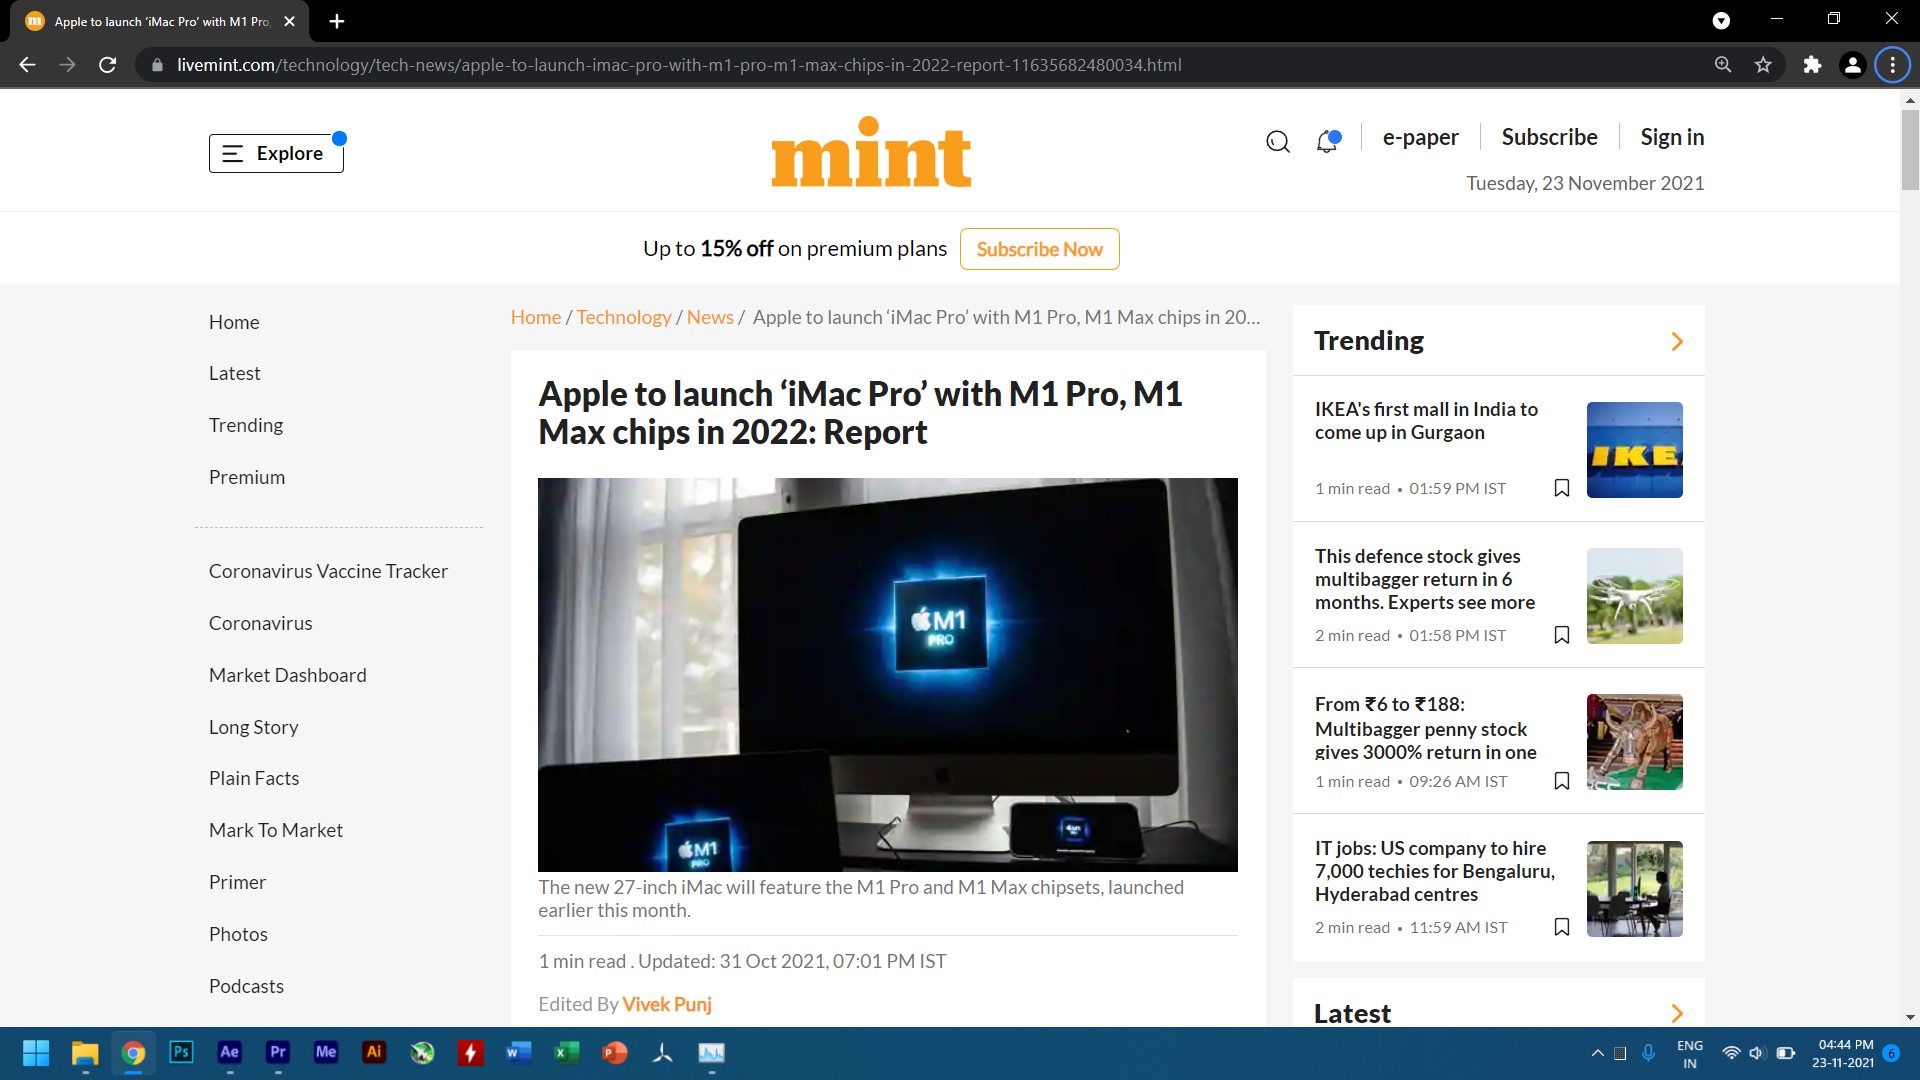 Apple to launch ‘iMac Pro’ with M1 Pro,
livemint.com/technology/tech-news/apple-to-launch-imac-pro-with-m1-pro-m1-max-chips-in-2022-report-11635682480034.html
Explore
mint
e-paper
Subscribe
Sign in
Tuesday, 23 November 2021
Up to 15% off on premium plans
Subscribe Now
Home
Latest
Trending
Premium
Coronavirus Vaccine Tracker
Coronavirus
Market Dashboard
Long Story
Plain Facts
Mark To Market
Primer
Photos
Podcasts
Home / Technology / News / Apple to launch ‘iMac Pro’ with M1 Pro, M1 Max chips in 20...
Apple to launch ‘iMac Pro’ with M1 Pro, M1
Max chips in 2022: Report
M1
PRO
M1
PRO
The new 27-inch iMac will feature the M1 Pro and M1 Max chipsets, launched
earlier this month.
1 min read . Updated: 31 Oct 2021, 07:01 PM IST
Edited By Vivek Punj
Trending
IKEA's first mall in India to
come up in Gurgaon
1 min read • 01:59 PM IST
IKE
This defence stock gives
multibagger return in 6
months. Experts see more
2 min read • 01:58 PM IST
From ₹6 to ₹188:
Multibagger penny stock
gives 3000% return in one
1 min read • 09:26 AM IST
IT jobs: US company to hire
7,000 techies for Bengaluru,
Hyderabad centres
2 min read • 11:59 AM IST
Latest
Ps
Ae
Pr
Me
Ai
ENG
IN
04:44 PM
23-11-2021
6